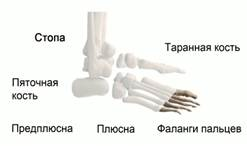 Стопа
Таранная кость
Пяточная
кость
Предплюсна
Плюсна
Фаланги пальцев